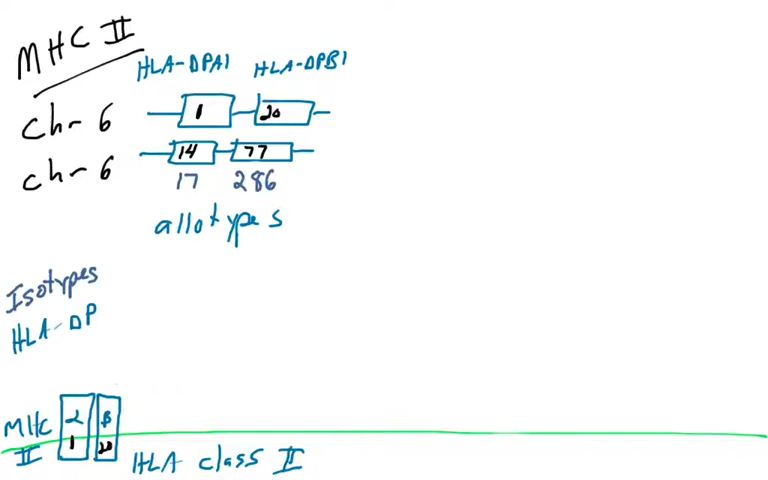 MHC II
HLA-DPA1 HLA-DPB1
chr 6 1 20
chr 6 14 77
17 286
allotypes
Isotypes
HLA-DP
MHC α β
II 1 20
HLA class II